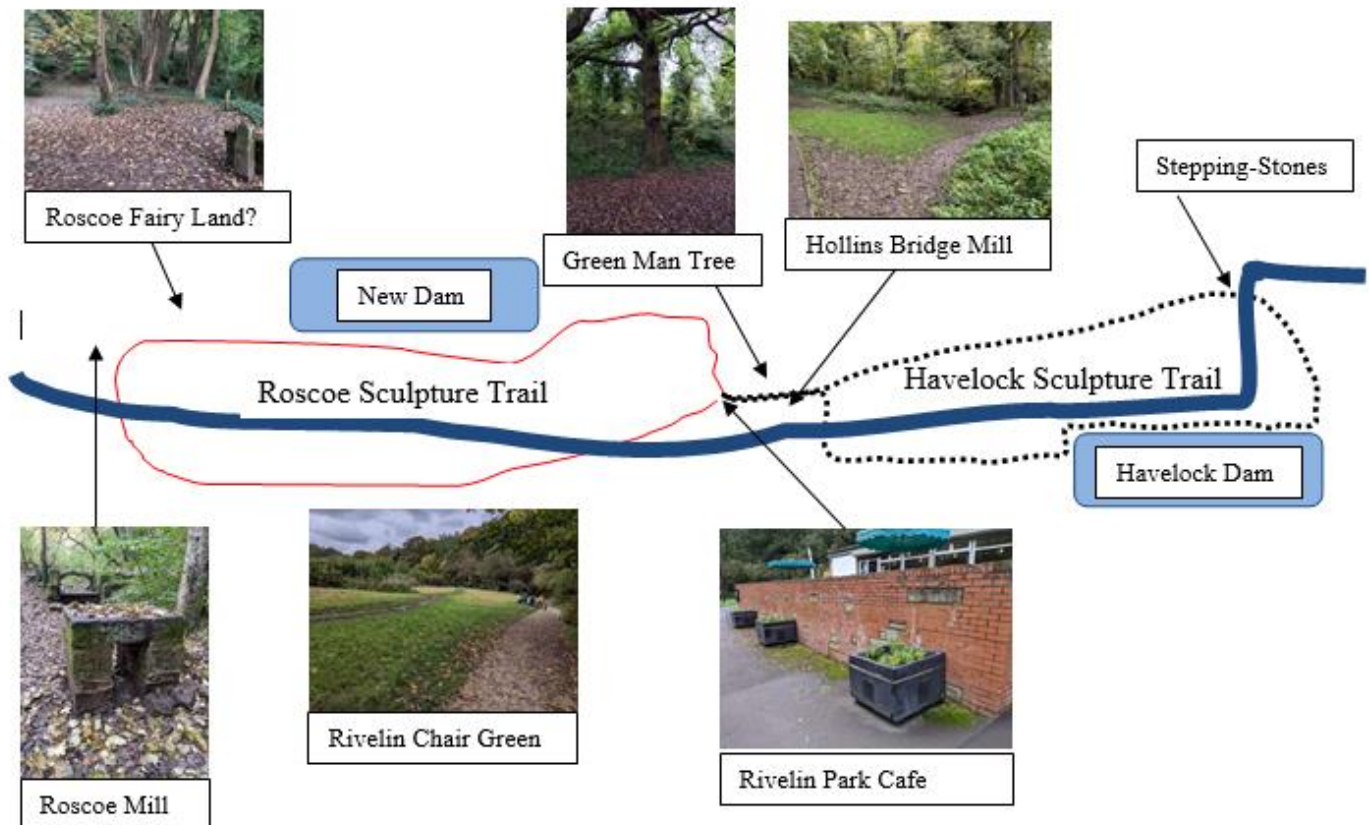 Stepping-Stones
Roscoe Fairy Land?
Green Man Tree
Hollins Bridge Mill
New Dam
Roscoe Sculpture Trail
Havelock Sculpture Trail
Havelock Dam
Rivelin Chair Green
Rivelin Park Cafe
Roscoe Mill